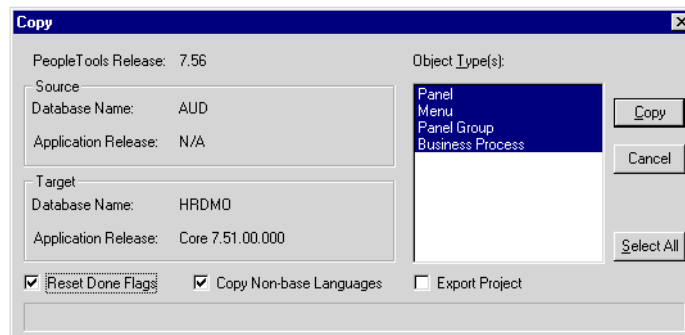 Copy
PeopleTools Release: 7.56
Source
Database Name: AUD
Application Release: N/A
Target
Database Name: HRDMO
Application Release: Core 7.51.00.000
Object Type(s):
Panel
Menu
Panel Group
Business Process
Copy
Cancel
Select All
Reset Done Flags Copy Non-base Languages Export Project